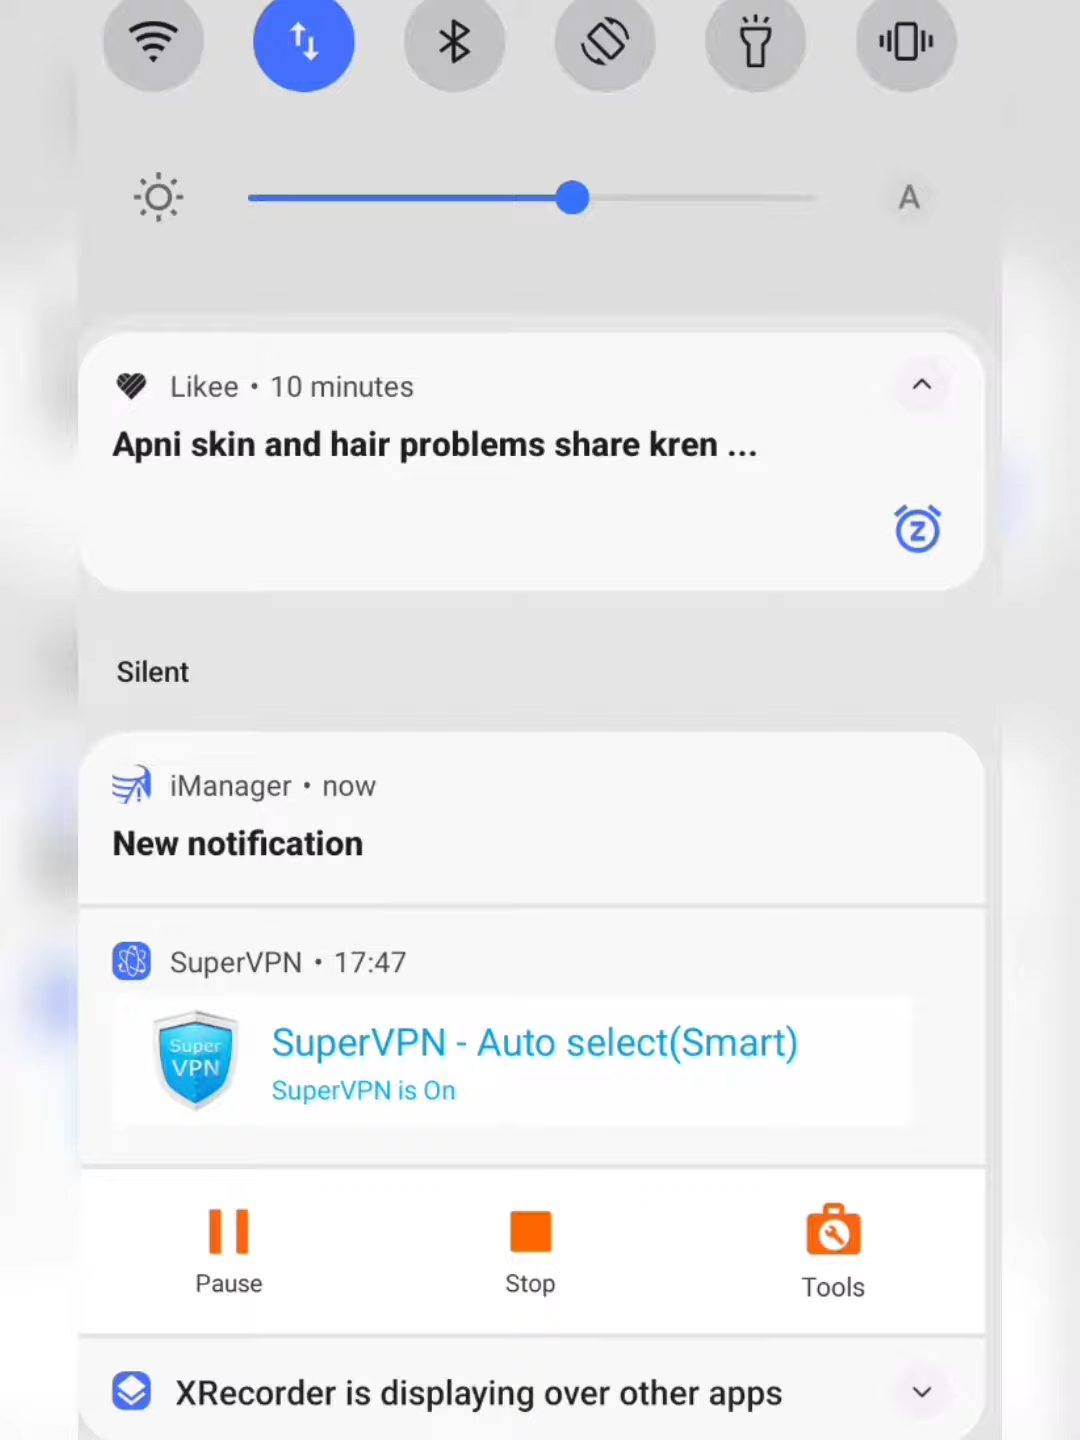 A
Likee • 10 minutes
Apni skin and hair problems share kren ...
Silent
iManager • now
New notification
SuperVPN • 17:47
Super
VPN
SuperVPN - Auto select(Smart)
SuperVPN is On
Pause
Stop
Tools
XRecorder is displaying over other apps